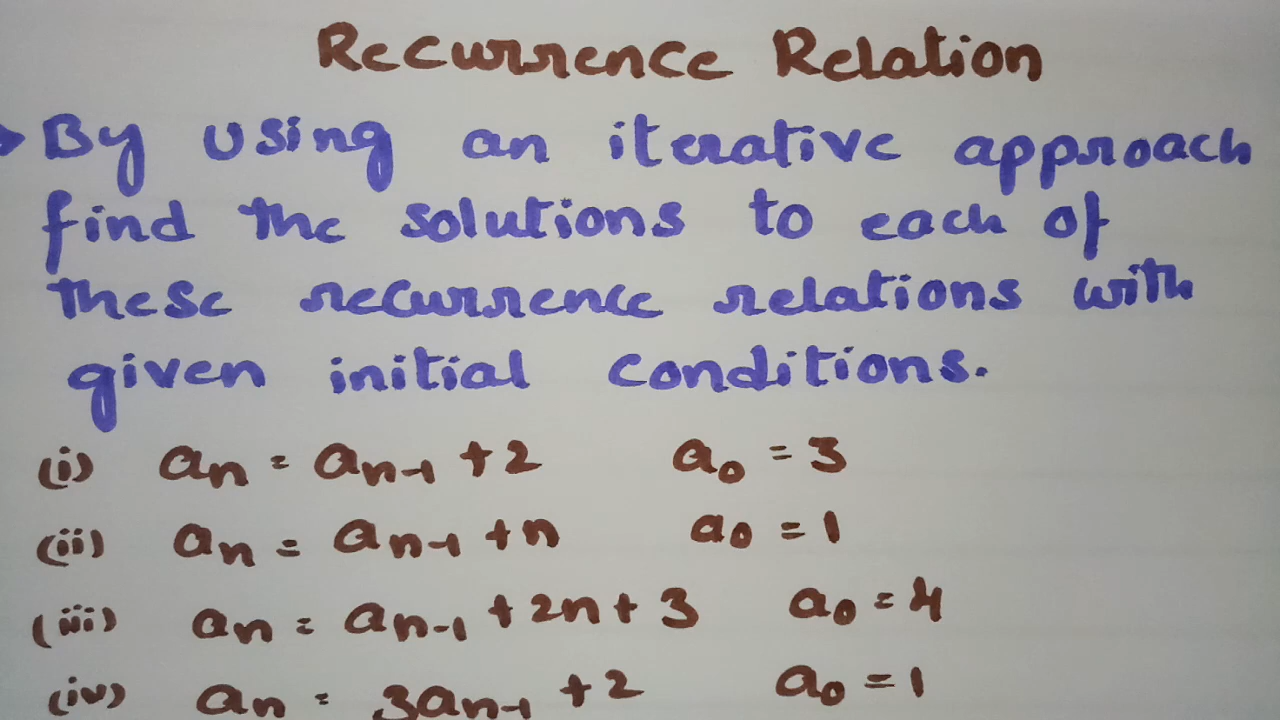 Recurrence Relation
By using an iterative approach
find the solutions to each of
these recurrence relations with
given initial conditions.
(i) aₙ = aₙ₋₁ + 2 a₀ = 3
(ii) aₙ = aₙ₋₁ + n a₀ = 1
(iii) aₙ = aₙ₋₁ + 2n + 3 a₀ = 4
(iv) aₙ = 3aₙ₋₁ + 2 a₀ = 1